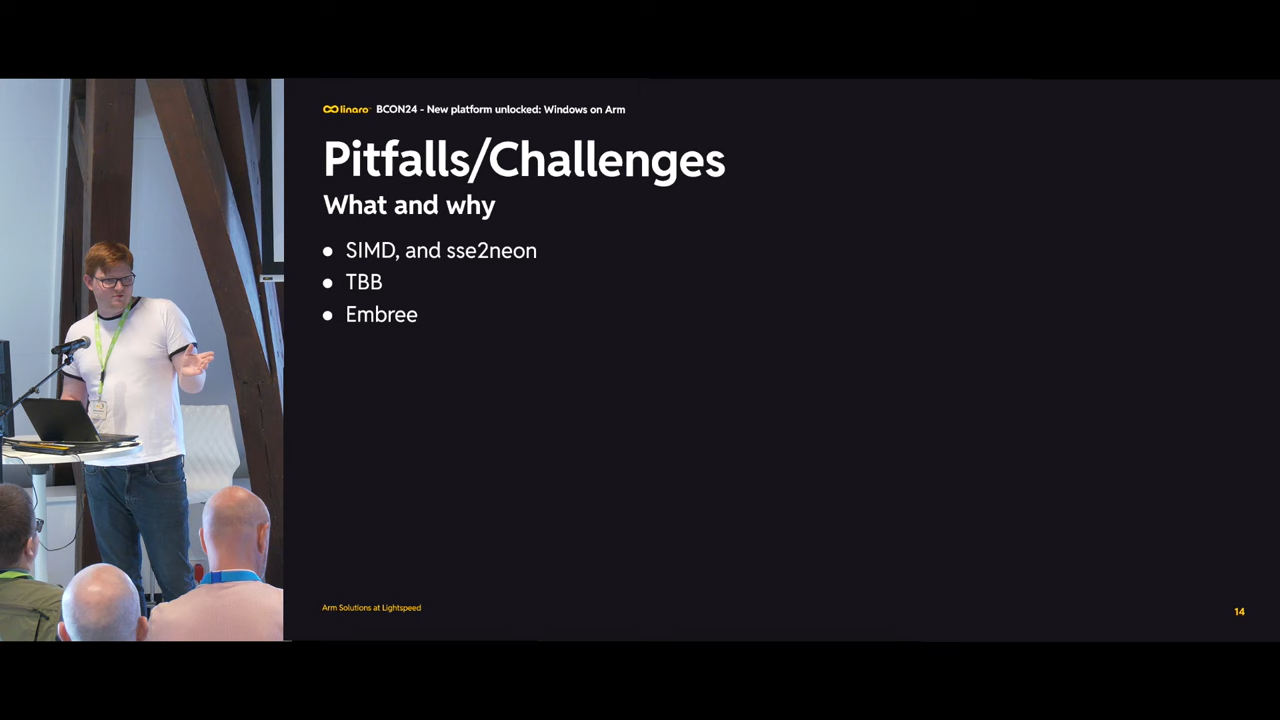 linaro BCON24 - New platform unlocked: Windows on Arm
Pitfalls/Challenges
What and why
SIMD, and sse2neon
TBB
Embree
Arm Solutions at Lightspeed
14